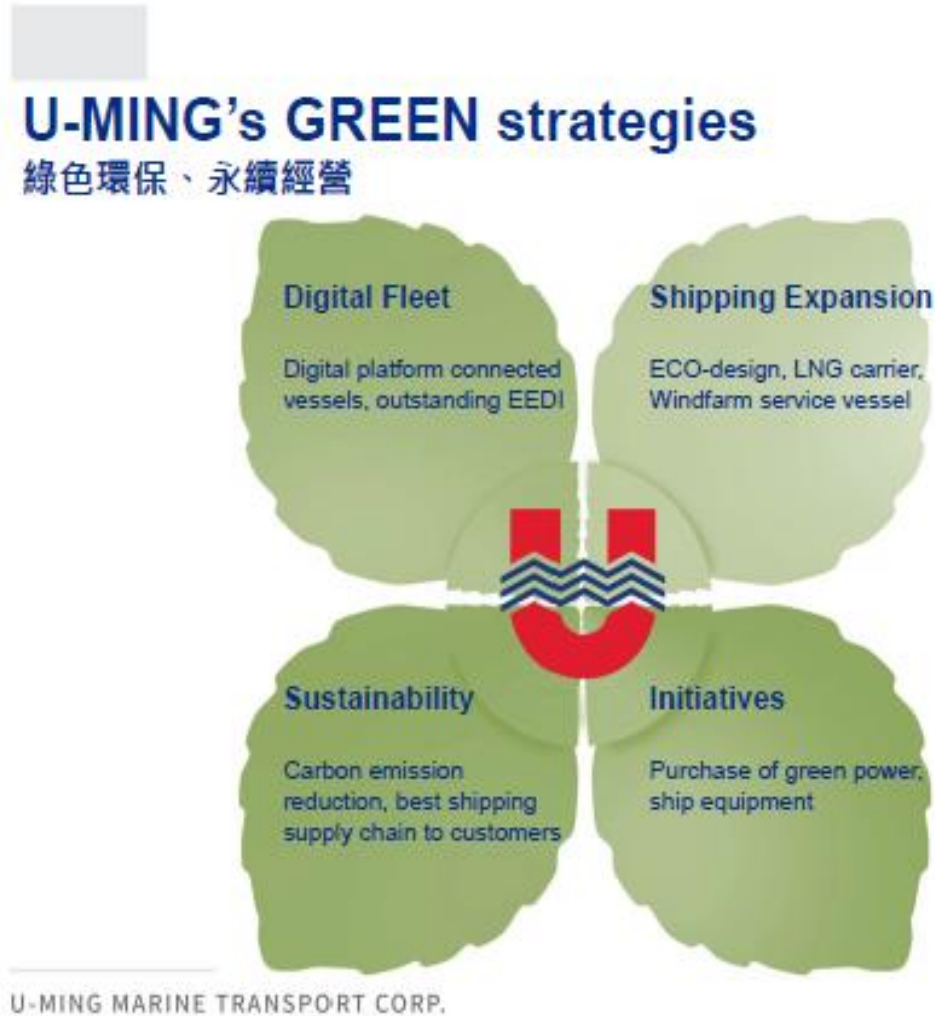 U-MING's GREEN strategies
綠色環保、永續經營
Digital Fleet
Digital platform connected
vessels, outstanding EEDI
Shipping Expansion
ECO-design, LNG carrier,
Windfarm service vessel
Sustainability
Carbon emission
reduction, best shipping
supply chain to customers
Initiatives
Purchase of green power,
ship equipment
U-MING MARINE TRANSPORT CORP.